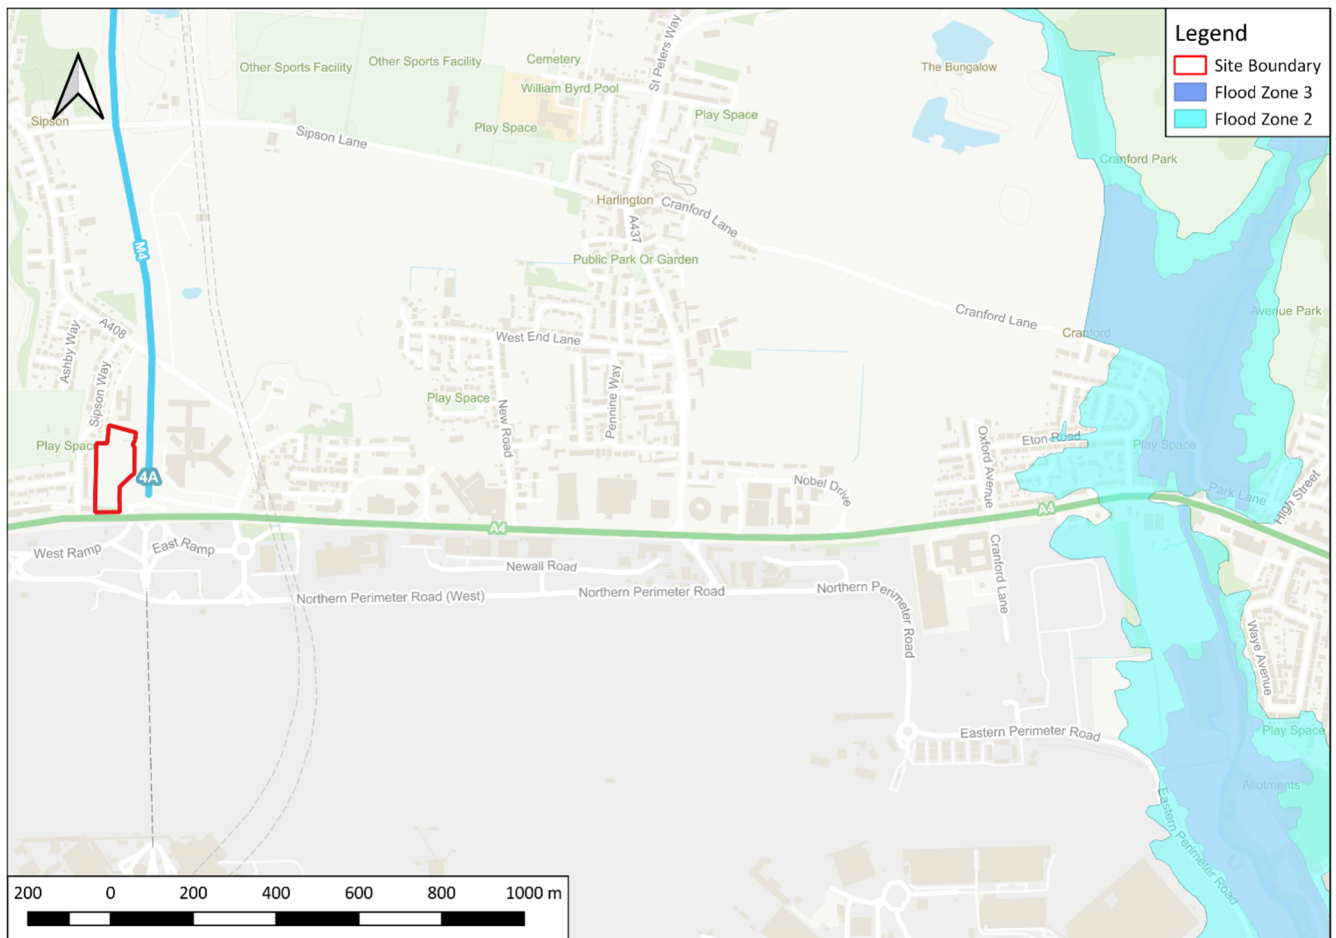 Legend
Site Boundary
Flood Zone 3
Flood Zone 2
St Peters Way
Other Sports Facility
Other Sports Facility
Cemetery
William Byrd Pool
The Bungalow
Sipson
Play Space
Play Space
Sipson Lane
Cranford Park
Harlington
Cranford Lane
A437
M4
Public Park Or Garden
Cranford Lane
Avenue Park
Cranford
A408
Ashby Way
West End Lane
Sipson Way
Play Space
New Road
Pennine Way
Play Space
Oxford Avenue
Eton Road
Play Space
4A
Nobel Drive
Park Lane
High Street
A4
A4
West Ramp
East Ramp
Newall Road
Cranford Lane
Northern Perimeter Road (West)
Northern Perimeter Road
Northern Perimeter Road
Waye Avenue
Eastern Perimeter Road
Play Space
Allotments
Eastern Perimeter Road
200 0 200 400 600 800 1000 m